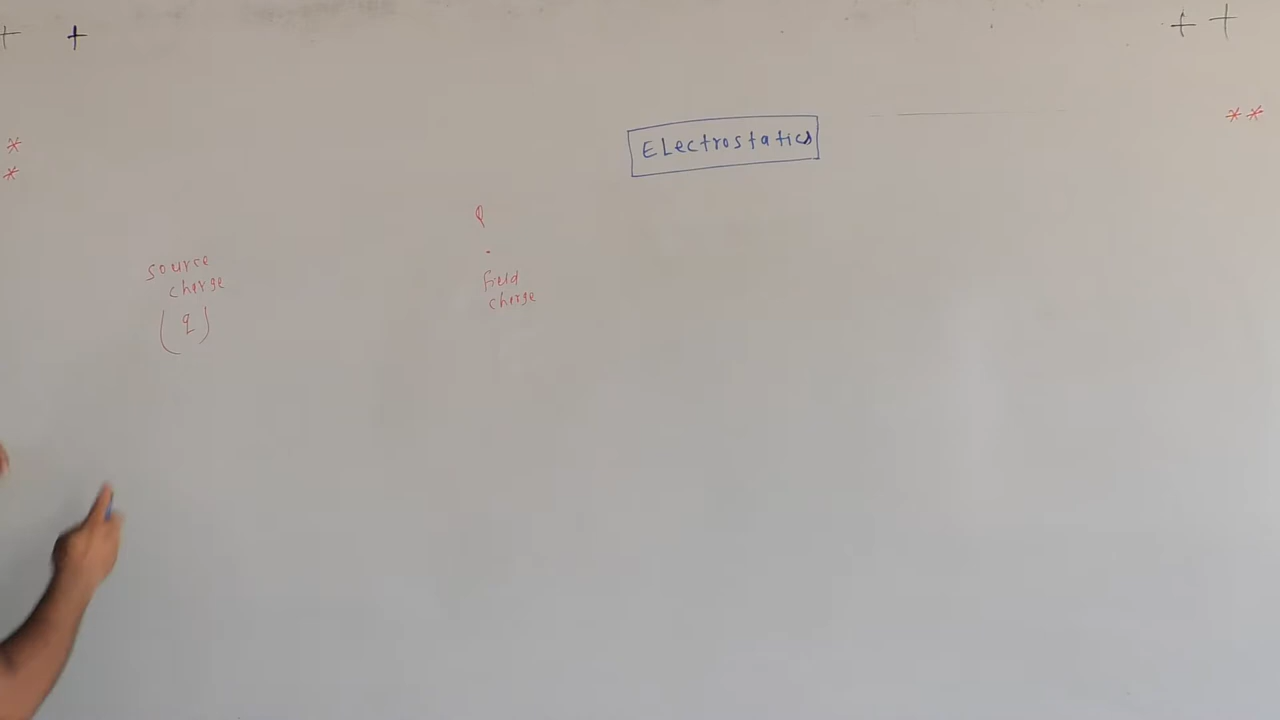 + + + +
* **
*
ELectrostatics
Q
source
charge
(q)
field
charge